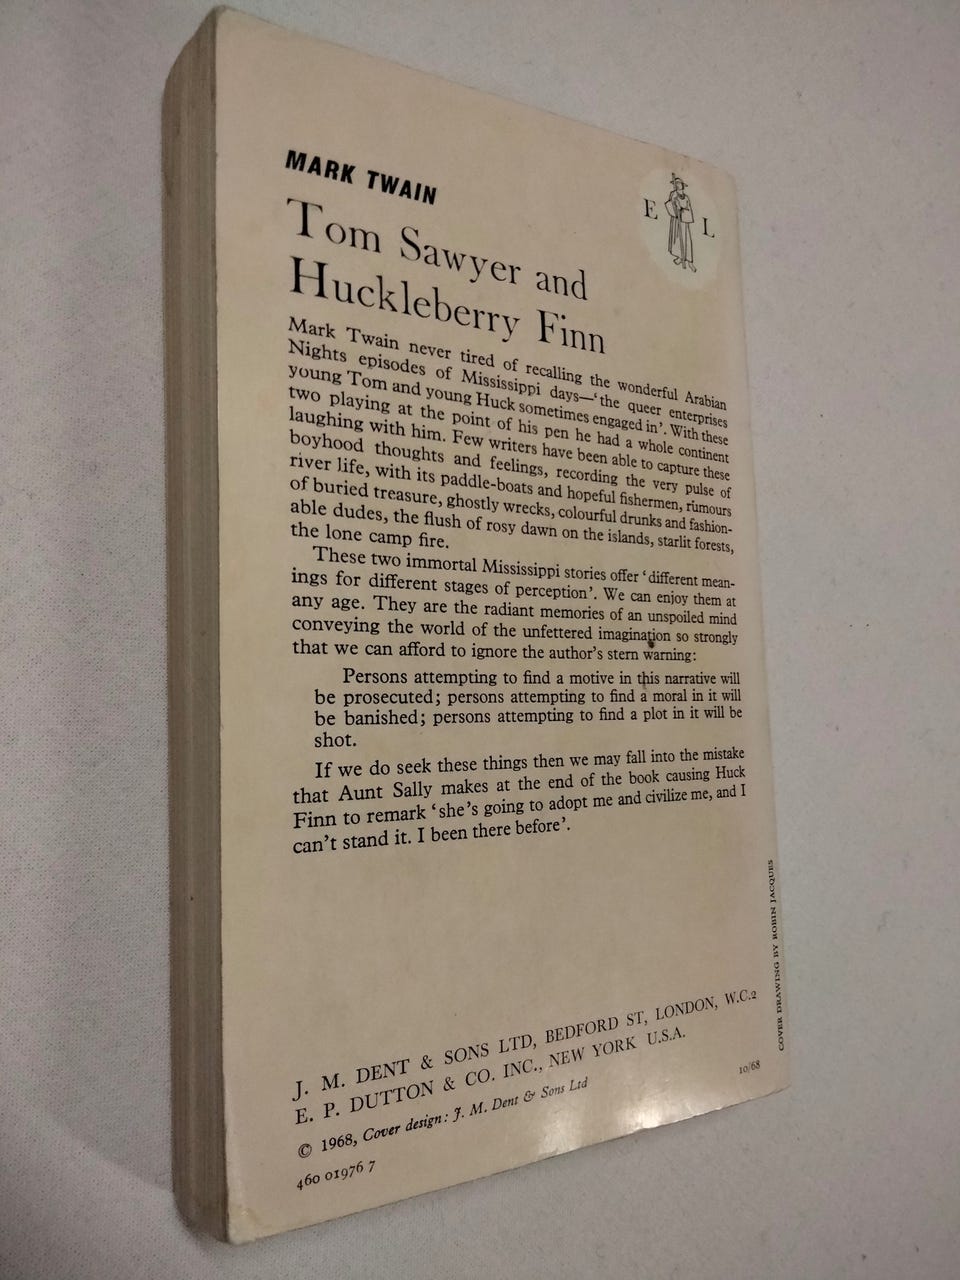 MARK TWAIN
E L
Tom Sawyer and
Huckleberry Finn
Mark Twain never tired of recalling the wonderful Arabian
Nights episodes of Mississippi days—‘the queer enterprises
young Tom and young Huck sometimes engaged in’. With these
two playing at the point of his pen he had a whole continent
laughing with him. Few writers have been able to capture these
boyhood thoughts and feelings, recording the very pulse of
river life, with its paddle-boats and hopeful fishermen, rumours
of buried treasure, ghostly wrecks, colourful drunks and fashion-
able dudes, the flush of rosy dawn on the islands, starlit forests,
the lone camp fire.
These two immortal Mississippi stories offer ‘different mean-
ings for different stages of perception’. We can enjoy them at
any age. They are the radiant memories of an unspoiled mind
conveying the world of the unfettered imagination so strongly
that we can afford to ignore the author’s stern warning:
Persons attempting to find a motive in this narrative will
be prosecuted; persons attempting to find a moral in it will
be banished; persons attempting to find a plot in it will be
shot.
If we do seek these things then we may fall into the mistake
that Aunt Sally makes at the end of the book causing Huck
Finn to remark ‘she’s going to adopt me and civilize me, and I
can’t stand it. I been there before’.
COVER DRAWING BY ROBIN JACQUES
J. M. DENT & SONS LTD, BEDFORD ST, LONDON, W.C.2
E. P. DUTTON & CO. INC., NEW YORK U.S.A.
© 1968, Cover design: J. M. Dent & Sons Ltd
10/68
460 01976 7